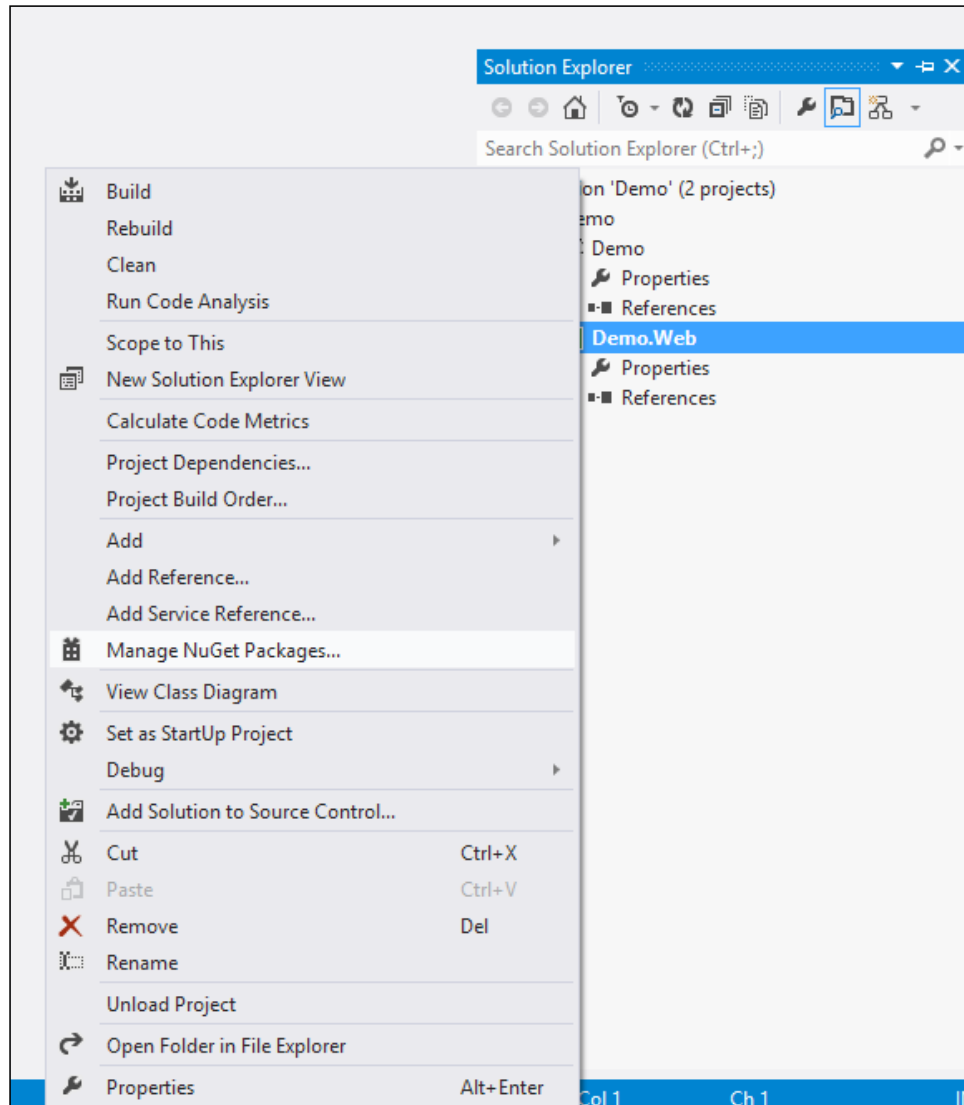 Solution Explorer
Search Solution Explorer (Ctrl+;)
on 'Demo' (2 projects)
emo
Demo
Properties
References
Demo.Web
Properties
References
Build
Rebuild
Clean
Run Code Analysis
Scope to This
New Solution Explorer View
Calculate Code Metrics
Project Dependencies...
Project Build Order...
Add
Add Reference...
Add Service Reference...
Manage NuGet Packages...
View Class Diagram
Set as StartUp Project
Debug
Add Solution to Source Control...
Cut Ctrl+X
Paste Ctrl+V
Remove Del
Rename
Unload Project
Open Folder in File Explorer
Properties Alt+Enter
Col 1 Ch 1